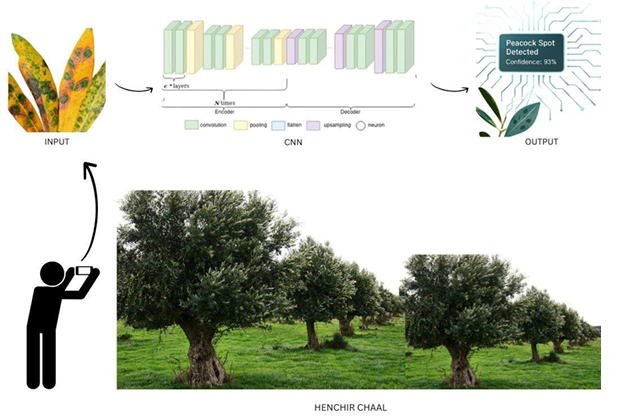 Peacock Spot
Detected
Confidence: 93%
c * layers
N times
Encoder
Decoder
convolution
pooling
flatten
upsampling
neuron
INPUT
CNN
OUTPUT
HENCHIR CHAAL